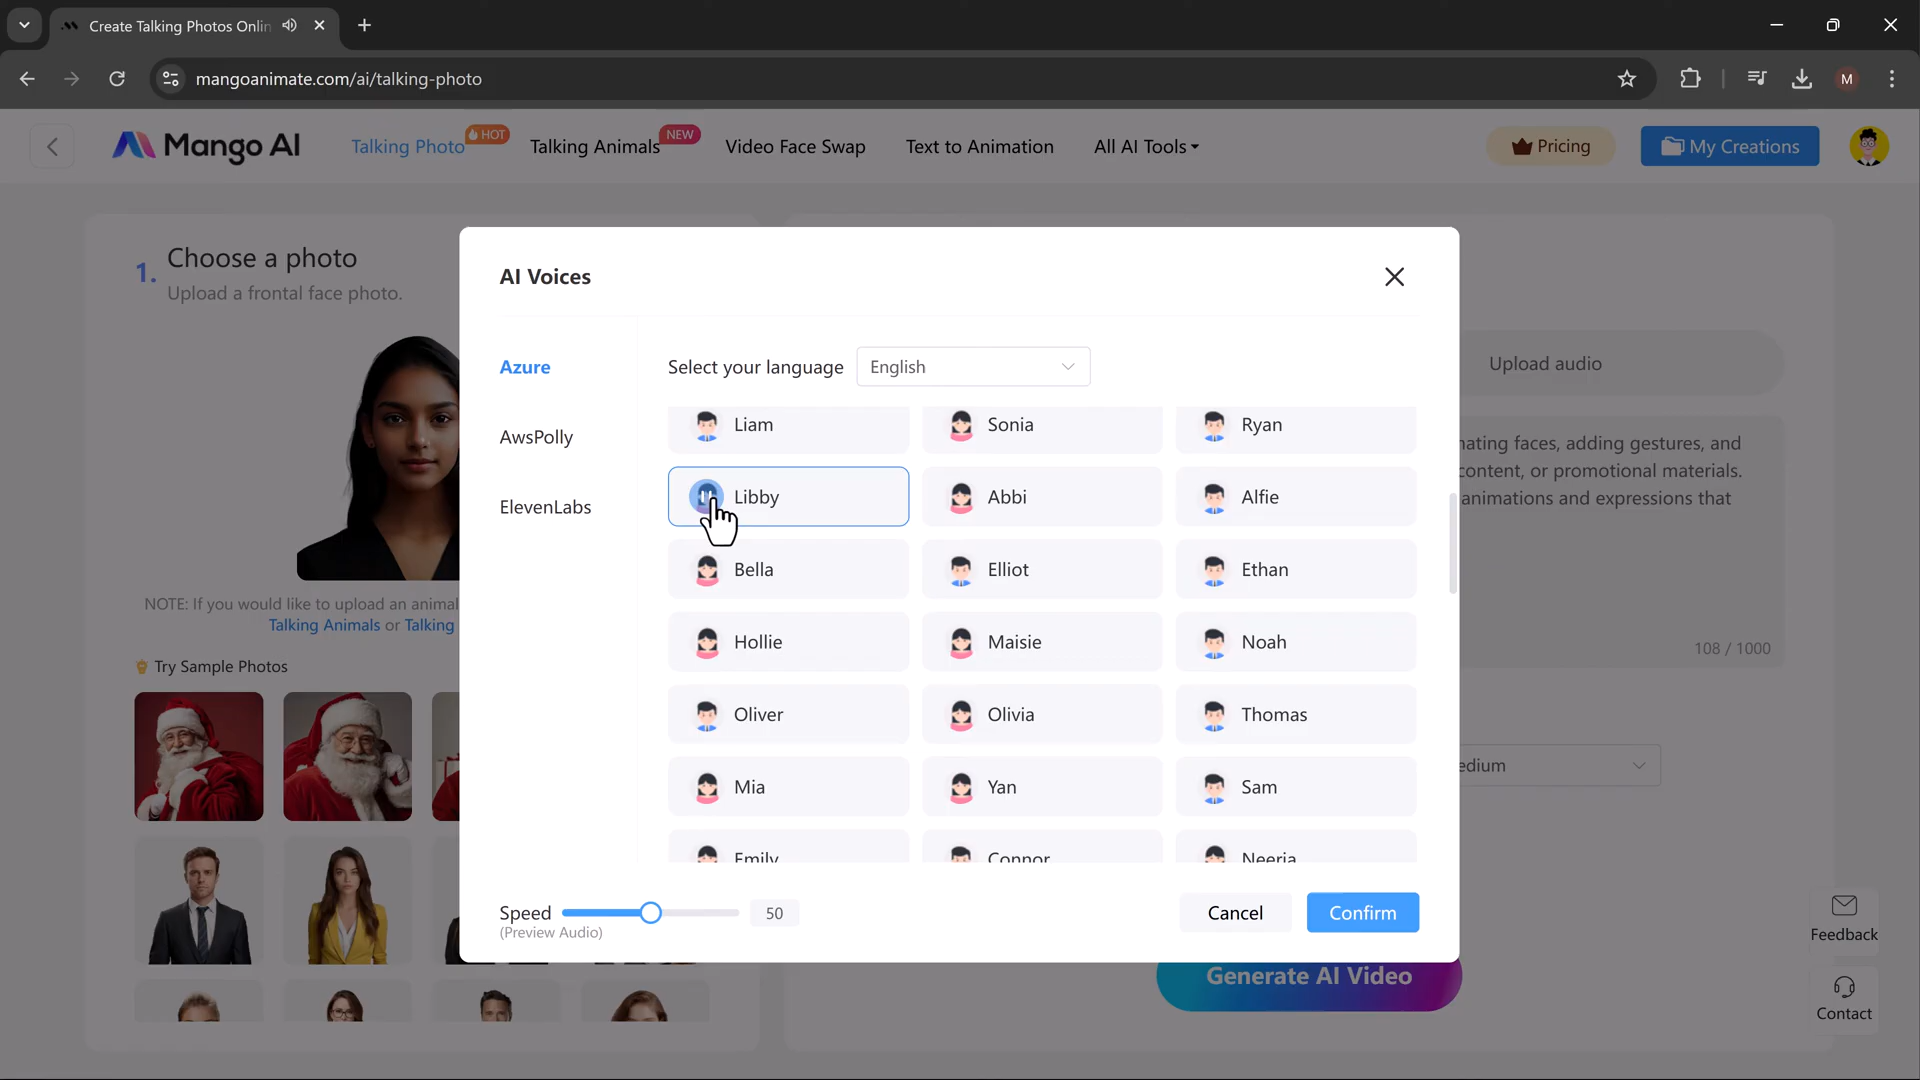 Create Talking Photos Onlin
mangoanimate.com/ai/talking-photo
M
Mango AI
Talking Photo
HOT
Talking Animals
NEW
Video Face Swap
Text to Animation
All AI Tools
Pricing
My Creations
1.
Choose a photo
Upload a frontal face photo.
NOTE: If you would like to upload an animal
Talking Animals or Talking
Try Sample Photos
AI Voices
Azure
AwsPolly
ElevenLabs
Select your language
English
Liam
Sonia
Ryan
Libby
Abbi
Alfie
Bella
Elliot
Ethan
Hollie
Maisie
Noah
Oliver
Olivia
Thomas
Mia
Yan
Sam
Emily
Connor
Neerja
Speed
50
(Preview Audio)
Cancel
Confirm
Upload audio
nating faces, adding gestures, and
content, or promotional materials.
animations and expressions that
108 / 1000
edium
Generate AI Video
Feedback
Contact